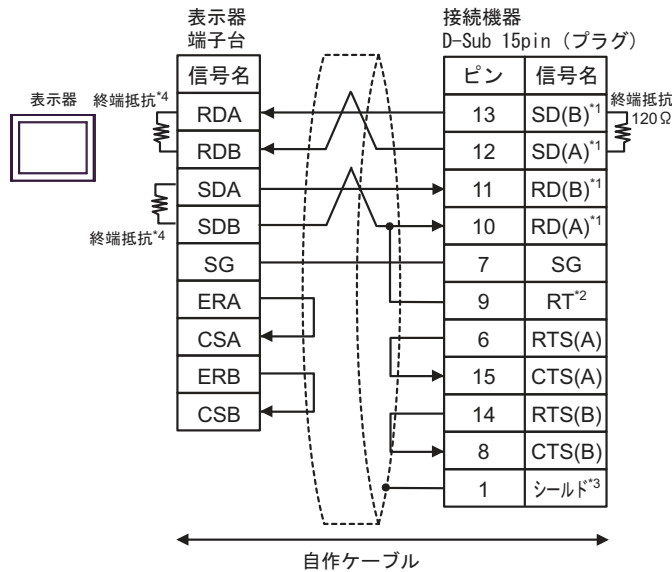 表示器
端子台
接続機器
D-Sub 15pin (プラグ)
信号名
ピン 信号名
表示器
終端抵抗*4
終端抵抗
120Ω
RDA
13 SD(B)*1
RDB
12 SD(A)*1
SDA
11 RD(B)*1
SDB
10 RD(A)*1
終端抵抗*4
SG
7 SG
ERA
9 RT*2
CSA
6 RTS(A)
ERB
15 CTS(A)
CSB
14 RTS(B)
8 CTS(B)
1 シールド*3
自作ケーブル